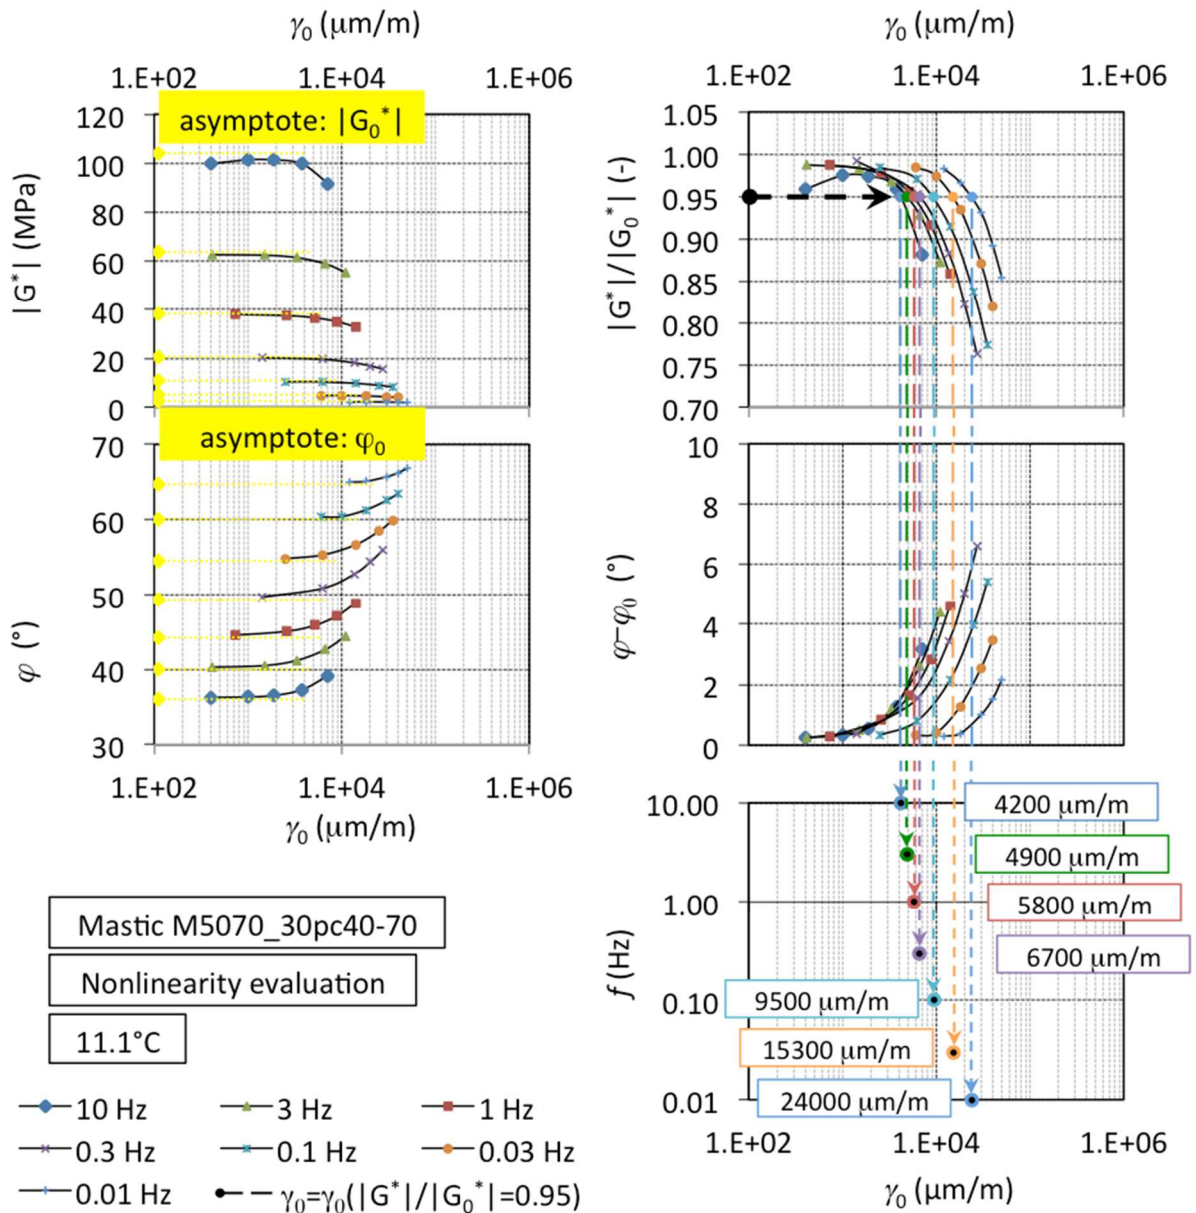 γ₀ (μm/m)
1.E+02 1.E+04 1.E+06
asymptote: |G₀*|
120
100
80
60
40
20
0
|G*| (MPa)
asymptote: φ₀
70
60
50
40
30
φ (°)
1.E+02 1.E+04 1.E+06
γ₀ (μm/m)
γ₀ (μm/m)
1.E+02 1.E+04 1.E+06
1.05
1.00
0.95
0.90
0.85
0.80
0.75
0.70
|G*|/|G₀*| (-)
10
8
6
4
2
0
φ-φ₀ (°)
10.00
1.00
0.10
0.01
f (Hz)
4200 μm/m
4900 μm/m
5800 μm/m
6700 μm/m
9500 μm/m
15300 μm/m
24000 μm/m
1.E+02 1.E+04 1.E+06
γ₀ (μm/m)
Mastic M5070_30pc40-70
Nonlinearity evaluation
11.1°C
10 Hz 3 Hz 1 Hz
0.3 Hz 0.1 Hz 0.03 Hz
0.01 Hz γ₀=γ₀(|G*|/|G₀*|=0.95)